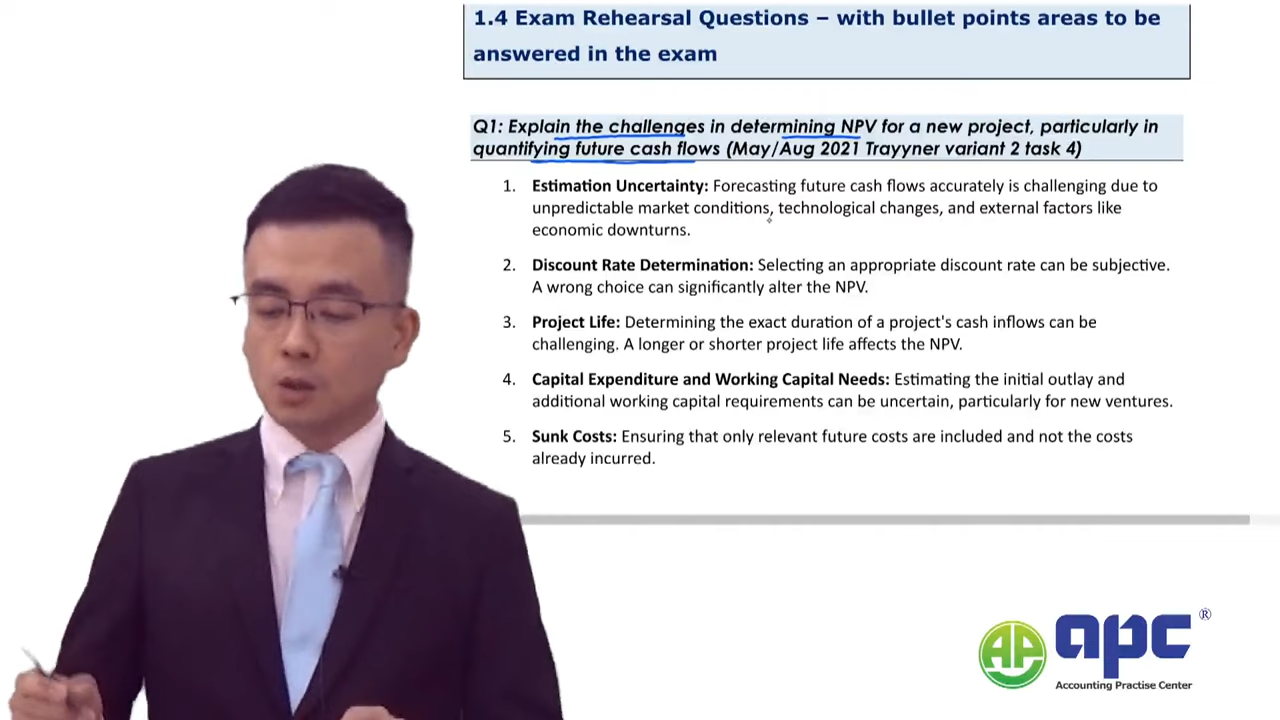 1.4 Exam Rehearsal Questions – with bullet points areas to be
answered in the exam
Q1: Explain the challenges in determining NPV for a new project, particularly in
quantifying future cash flows (May/Aug 2021 Trayyner variant 2 task 4)
1. Estimation Uncertainty: Forecasting future cash flows accurately is challenging due to
unpredictable market conditions, technological changes, and external factors like
economic downturns.
2. Discount Rate Determination: Selecting an appropriate discount rate can be subjective.
A wrong choice can significantly alter the NPV.
3. Project Life: Determining the exact duration of a project's cash inflows can be
challenging. A longer or shorter project life affects the NPV.
4. Capital Expenditure and Working Capital Needs: Estimating the initial outlay and
additional working capital requirements can be uncertain, particularly for new ventures.
5. Sunk Costs: Ensuring that only relevant future costs are included and not the costs
already incurred.
AP apc ®
Accounting Practise Center